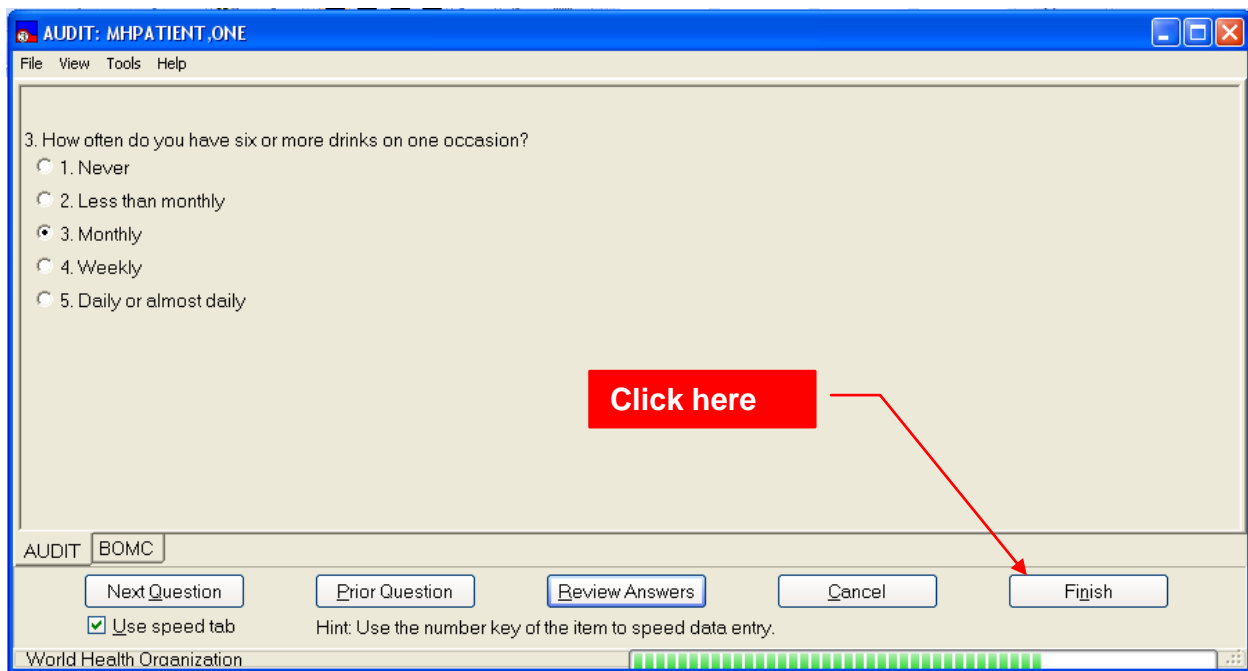 AUDIT: MHPATIENT,ONE
File View Tools Help
3. How often do you have six or more drinks on one occasion?
1. Never
2. Less than monthly
3. Monthly
4. Weekly
5. Daily or almost daily
Click here
AUDIT BOMC
Next Question Prior Question Review Answers Cancel Finish
Use speed tab Hint: Use the number key of the item to speed data entry.
World Health Organization